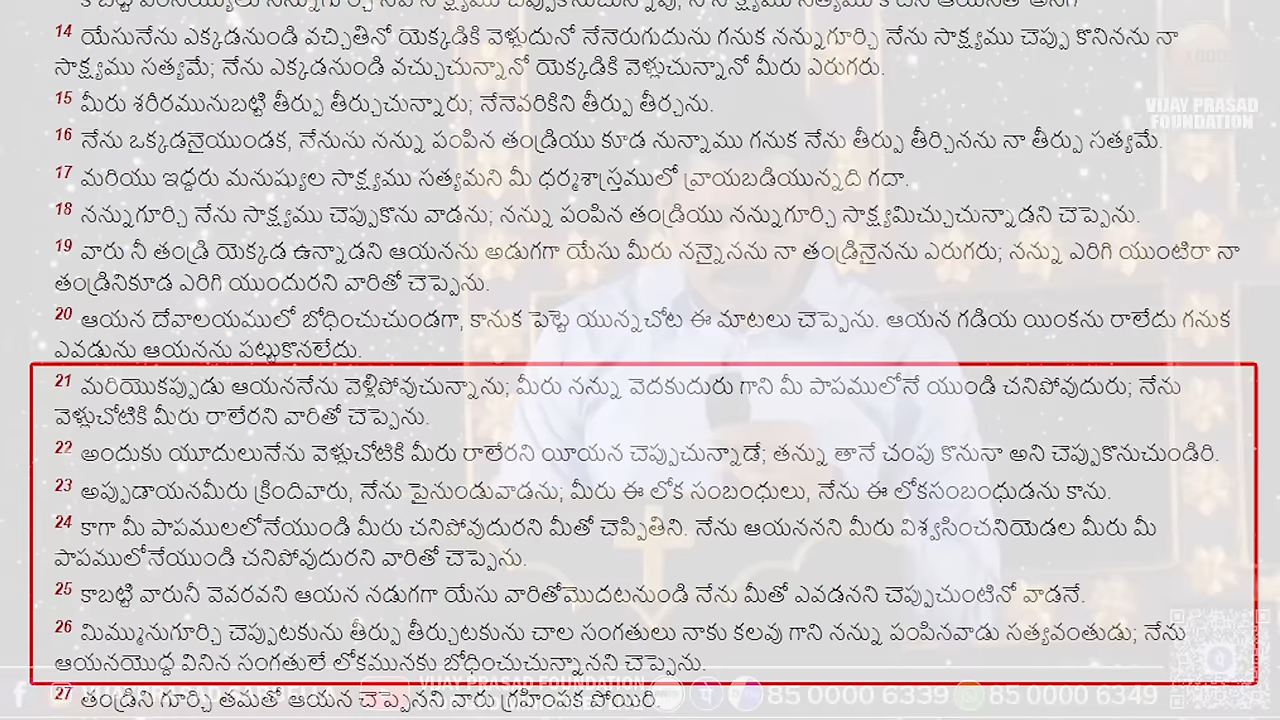 14 యేసునేను ఎక్కడనుండి వచ్చితినో యెక్కడికి వెళ్లుదునో నేనెరుగుదును గనుక నన్నుగూర్చి నేను సాక్ష్యము చెప్పు కొనినను నా
సాక్ష్యము సత్యమే; నేను ఎక్కడనుండి వచ్చుచున్నానో యెక్కడికి వెళ్లుచున్నానో మీరు ఎరుగరు.
15 మీరు శరీరమునుబట్టి తీర్పు తీర్చుచున్నారు; నేనెవరికిని తీర్పు తీర్చను.
VIJAY PRASAD
FOUNDATION
16 నేను ఒక్కడనైయుండక, నేనును నన్ను పంపిన తండ్రియు కూడ నున్నాము గనుక నేను తీర్పు తీర్చినను నా తీర్పు సత్యమే.
17 మరియు ఇద్దరు మనుష్యుల సాక్ష్యము సత్యమని మీ ధర్మశాస్త్రములో వ్రాయబడియున్నది గదా.
18 నన్నుగూర్చి నేను సాక్ష్యము చెప్పుకొను వాడను; నన్ను పంపిన తండ్రియు నన్నుగూర్చి సాక్ష్యమిచ్చుచున్నాడని చెప్పెను.
19 వారు నీ తండ్రి యెక్కడ ఉన్నాడని ఆయనను అడుగగా యేసు మీరు నన్నైనను నా తండ్రినైనను ఎరుగరు; నన్ను ఎరిగి యుంటిరా నా
తండ్రినికూడ ఎరిగి యుందురని వారితో చెప్పెను.
20 ఆయన దేవాలయములో బోధించుచుండగా, కానుక పెట్టె యున్నచోట ఈ మాటలు చెప్పెను. ఆయన గడియ యింకను రాలేదు గనుక
ఎవడును ఆయనను పట్టుకొనలేదు.
21 మరియొకప్పుడు ఆయననేను వెళ్లిపోవుచున్నాను; మీరు నన్ను వెదకుదురు గాని మీ పాపములోనే యుండి చనిపోవుదురు; నేను
వెళ్లుచోటికి మీరు రాలేరని వారితో చెప్పెను.
22 అందుకు యూదులునేను వెళ్లుచోటికి మీరు రాలేరని యీయన చెప్పుచున్నాడే; తన్ను తానే చంపు కొనునా అని చెప్పుకొనుచుండిరి.
23 అప్పుడాయనమీరు క్రిందివారు, నేను పైనుండువాడను; మీరు ఈ లోక సంబంధులు, నేను ఈ లోకసంబంధుడను కాను.
24 కాగా మీ పాపములలోనేయుండి మీరు చనిపోవుదురని మీతో చెప్పితిని. నేను ఆయననని మీరు విశ్వసించనియెడల మీరు మీ
పాపములోనేయుండి చనిపోవుదురని వారితో చెప్పెను.
25 కాబట్టి వారునీ వెవరవని ఆయన నడుగగా యేసు వారితోమొదటనుండి నేను మీతో ఎవడనని చెప్పుచుంటినో వాడనే.
26 మిమ్మునుగూర్చి చెప్పుటకును తీర్పు తీర్చుటకును చాల సంగతులు నాకు కలవు గాని నన్ను పంపినవాడు సత్యవంతుడు; నేను
ఆయనయొద్ద వినిన సంగతులే లోకమునకు బోధించుచున్నానని చెప్పెను.
27 తండ్రిని గూర్చి తమతో ఆయన చెప్పెనని వారు గ్రహింపక పోయిరి.
VIJAY PRASAD FOUNDATION
85 0000 6339
85 0000 6349